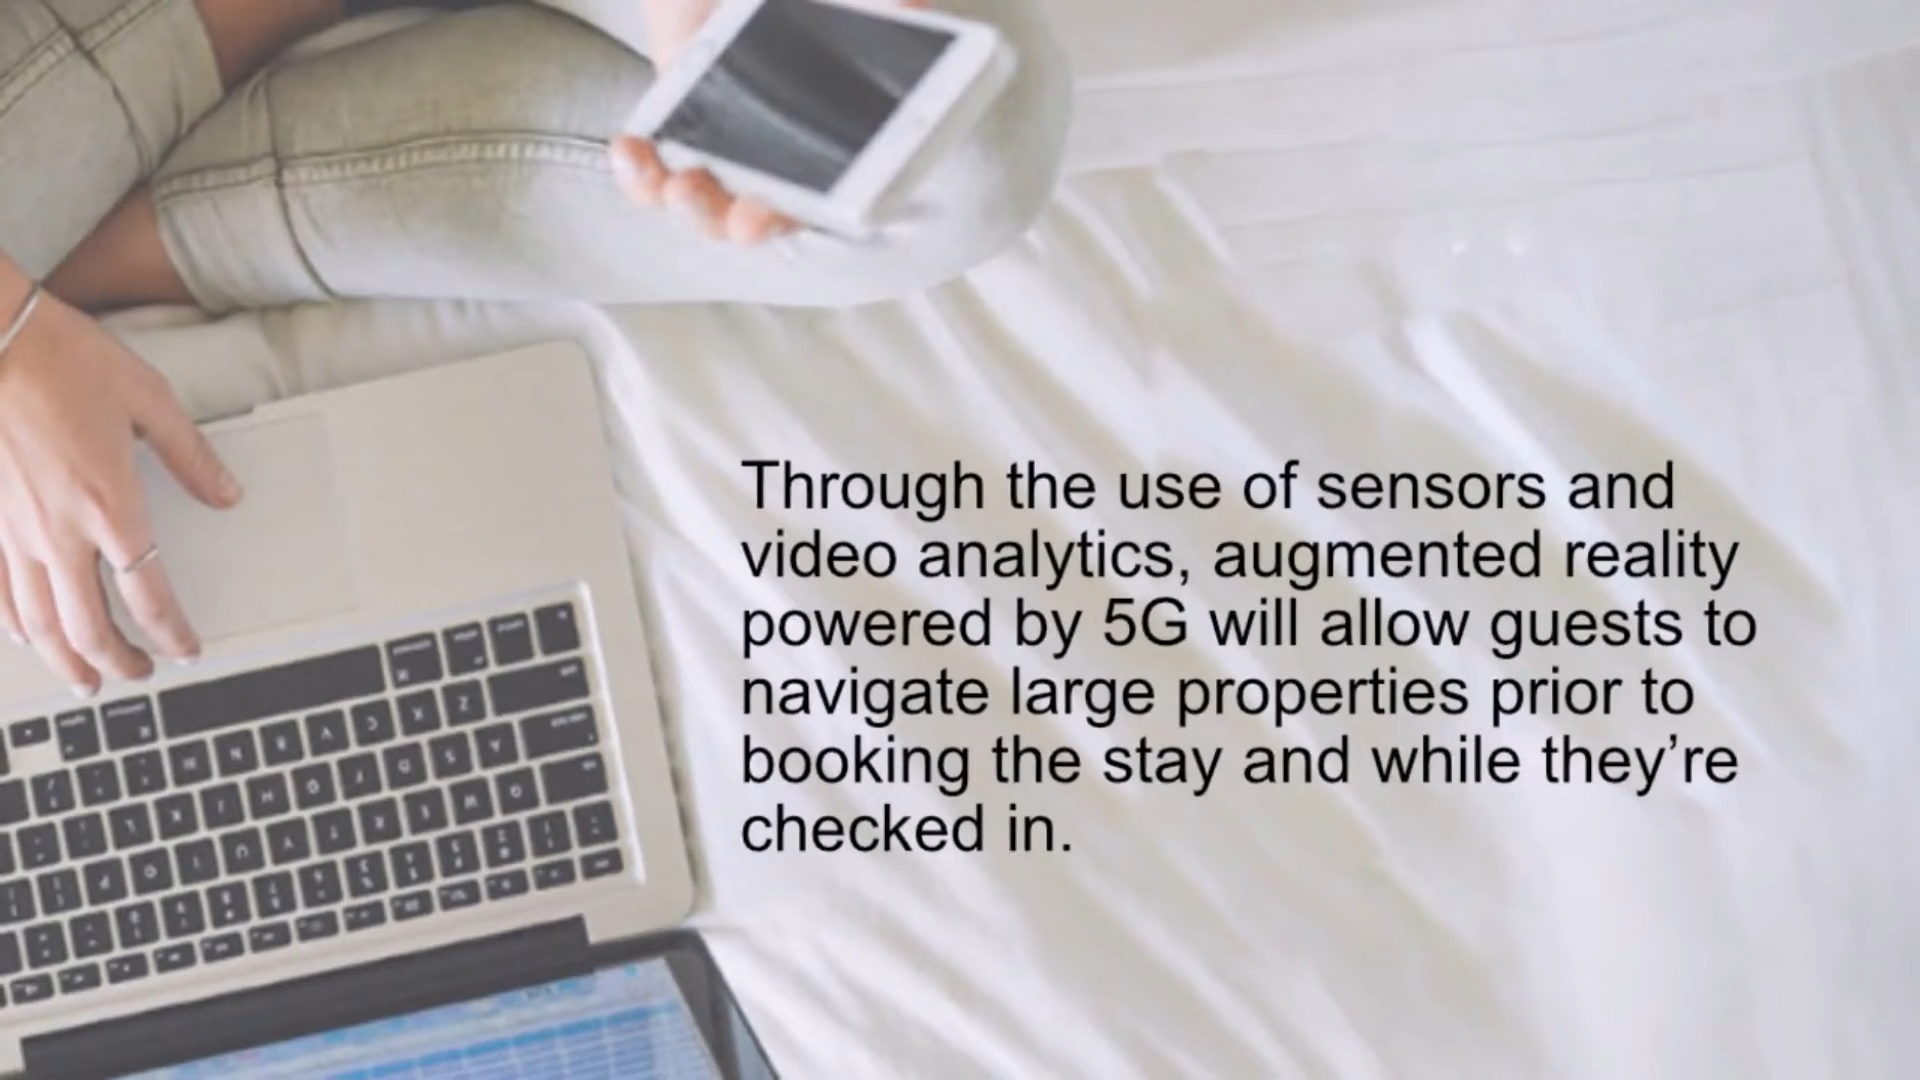 Through the use of sensors and
video analytics, augmented reality
powered by 5G will allow guests to
navigate large properties prior to
booking the stay and while they’re
checked in.